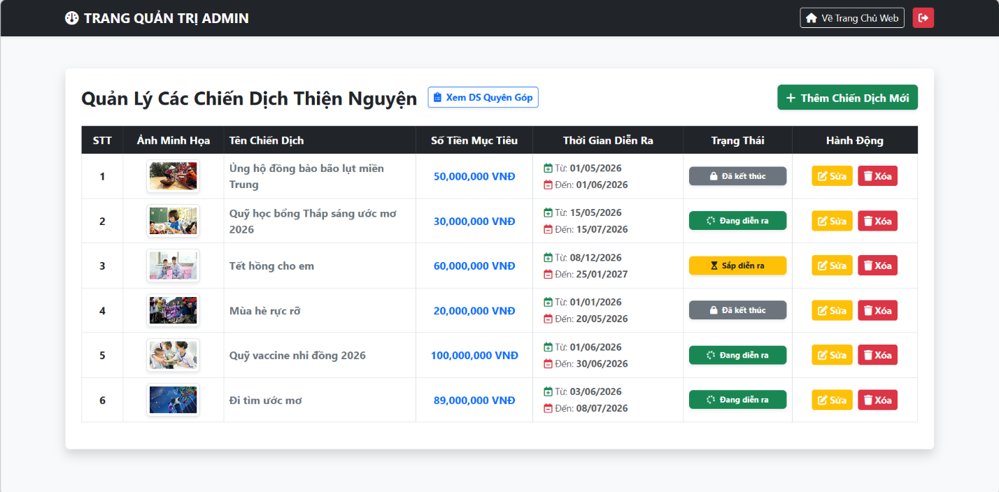 TRANG QUẢN TRỊ ADMIN
Về Trang Chủ Web
Quản Lý Các Chiến Dịch Thiện Nguyện
Xem DS Quyên Góp
Thêm Chiến Dịch Mới
STT Ảnh Minh Họa Tên Chiến Dịch Số Tiền Mục Tiêu Thời Gian Diễn Ra Trạng Thái Hành Động
1 Ủng hộ đồng bào bão lụt miền
Trung
50,000,000 VNĐ
Từ: 01/05/2026
Đến: 01/06/2026
Đã kết thúc
Sửa Xóa
2 Quỹ học bổng Thắp sáng ước mơ
2026
30,000,000 VNĐ
Từ: 15/05/2026
Đến: 15/07/2026
Đang diễn ra
Sửa Xóa
3 Tết hồng cho em
60,000,000 VNĐ
Từ: 08/12/2026
Đến: 25/01/2027
Sắp diễn ra
Sửa Xóa
4 Mùa hè rực rỡ
20,000,000 VNĐ
Từ: 01/01/2026
Đến: 20/05/2026
Đã kết thúc
Sửa Xóa
5 Quỹ vaccine nhi đồng 2026
100,000,000 VNĐ
Từ: 01/06/2026
Đến: 30/06/2026
Đang diễn ra
Sửa Xóa
6 Đi tìm ước mơ
89,000,000 VNĐ
Từ: 03/06/2026
Đến: 08/07/2026
Đang diễn ra
Sửa Xóa